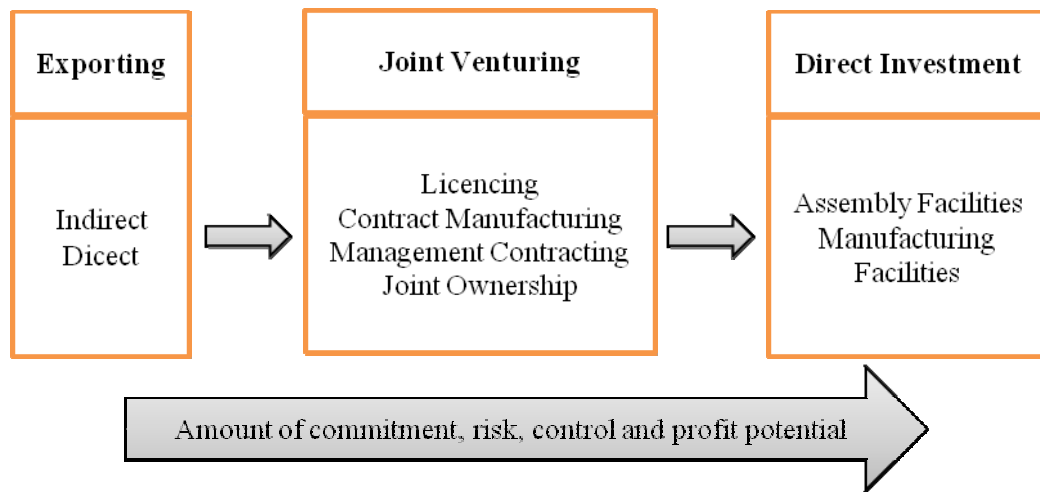 Exporting
Indirect
Dicect
Joint Venturing
Licencing
Contract Manufacturing
Management Contracting
Joint Ownership
Direct Investment
Assembly Facilities
Manufacturing
Facilities
Amount of commitment, risk, control and profit potential